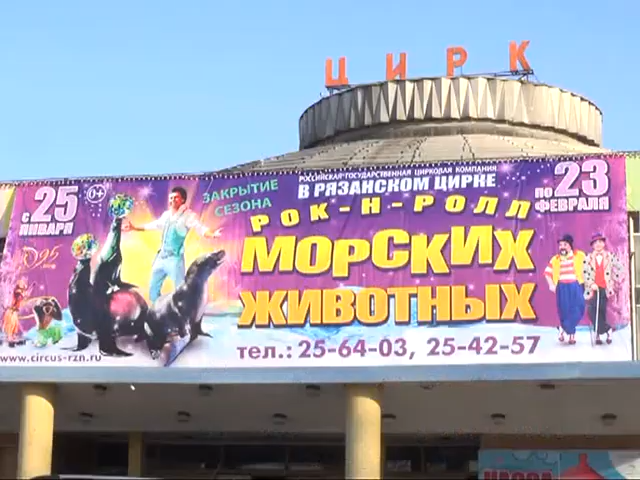 ЦИРК
РОССИЙСКАЯ ГОСУДАРСТВЕННАЯ ЦИРКОВАЯ КОМПАНИЯ
В РЯЗАНСКОМ ЦИРКЕ
с 25
ЯНВАРЯ
0+
ЗАКРЫТИЕ
СЕЗОНА
ПО 23
ФЕВРАЛЯ
РОК-Н-РОЛЛ
МОРСКИХ
ЖИВОТНЫХ
www.circus-rzn.ru
тел.: 25-64-03, 25-42-57
КАССА